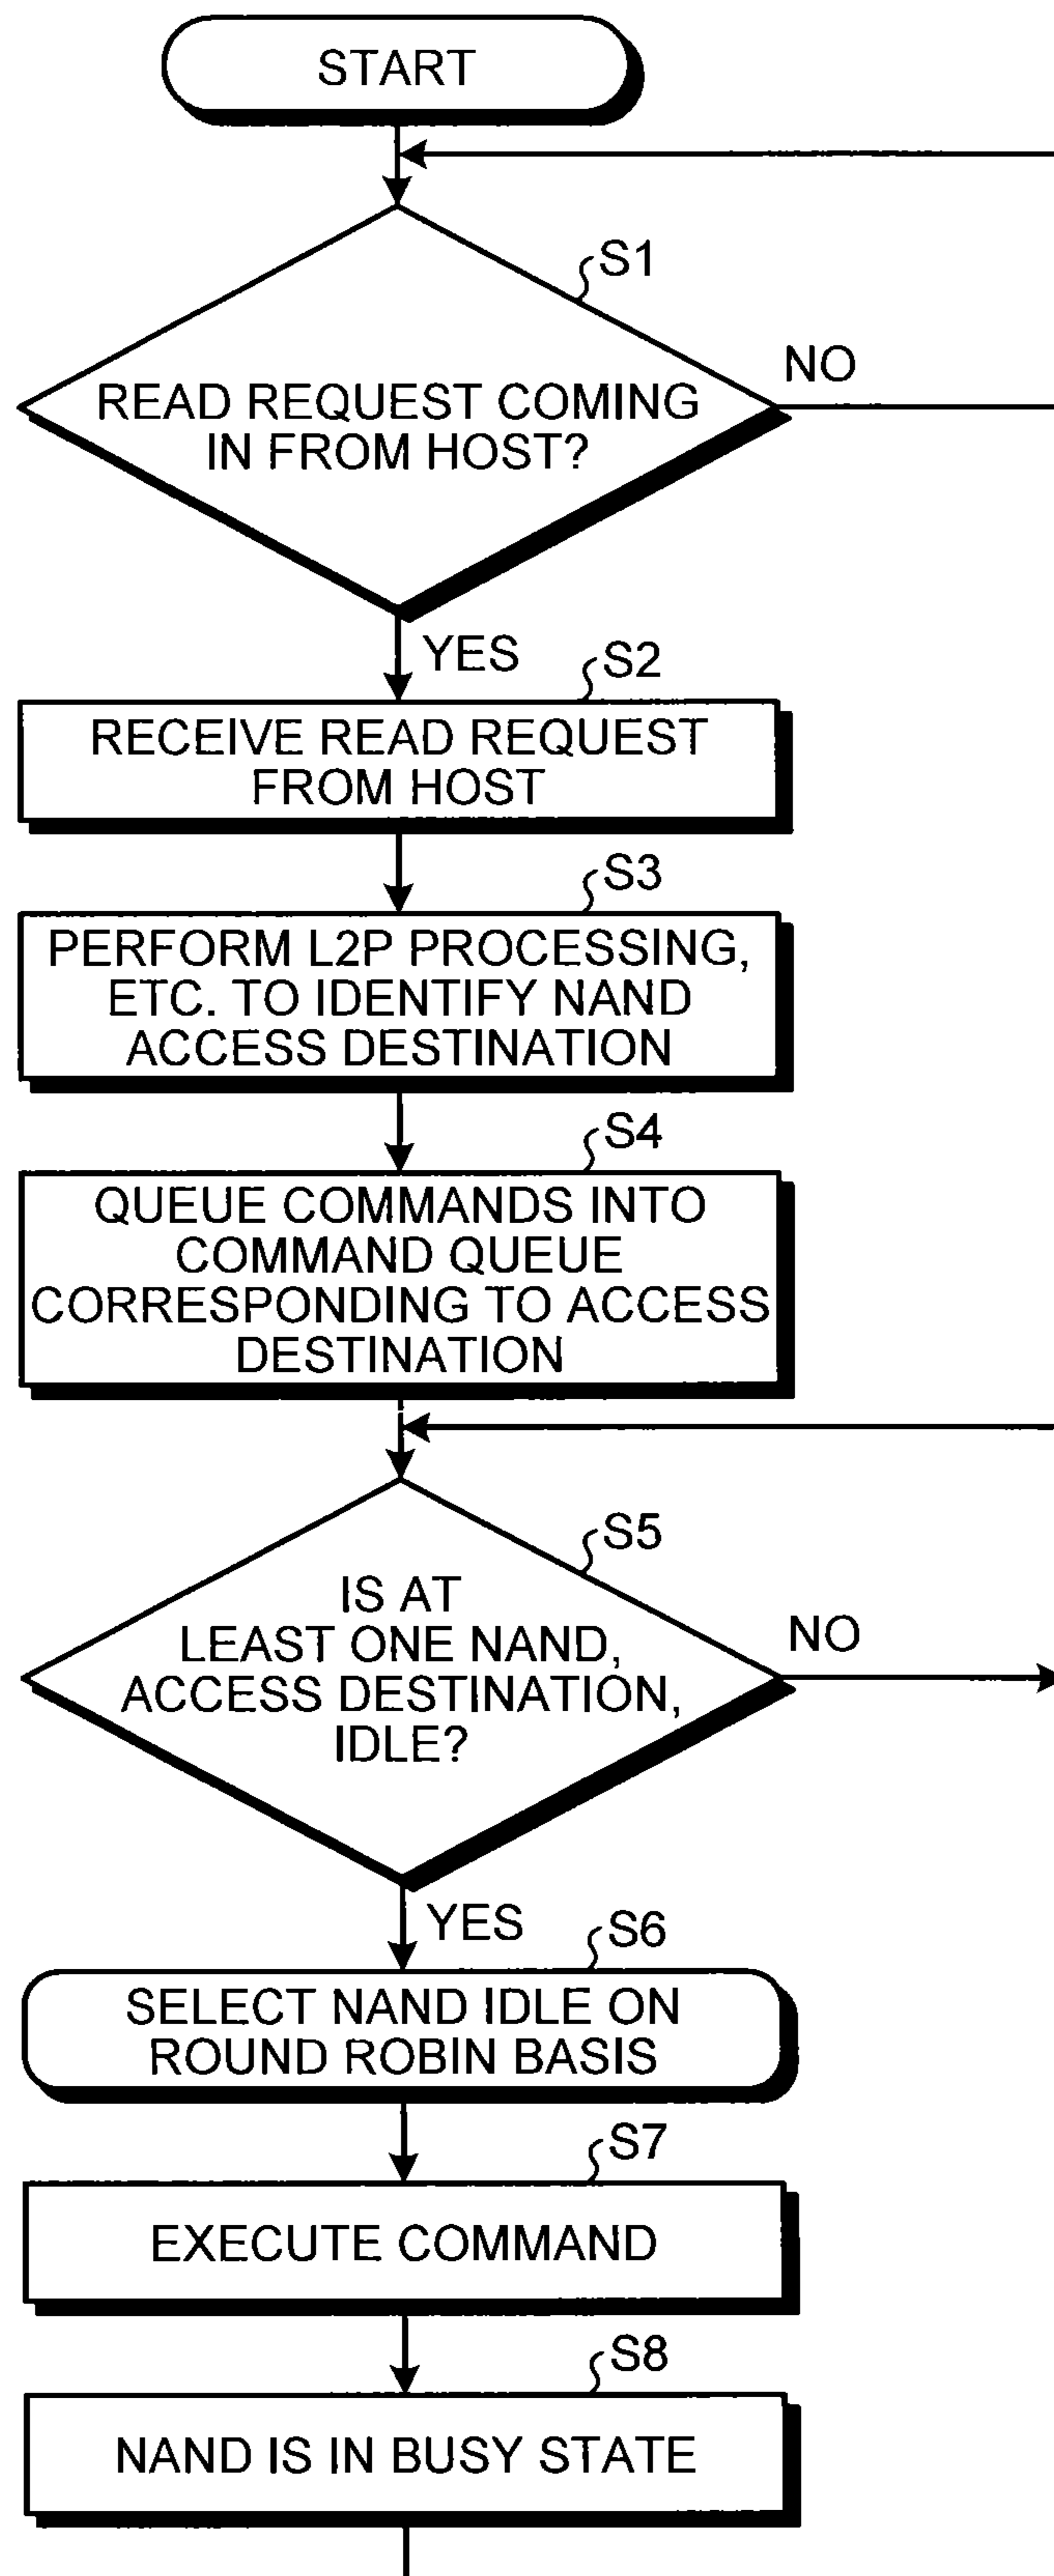 START
S1
NO
READ REQUEST COMING
IN FROM HOST?
YES
S2
RECEIVE READ REQUEST
FROM HOST
S3
PERFORM L2P PROCESSING,
ETC. TO IDENTIFY NAND
ACCESS DESTINATION
S4
QUEUE COMMANDS INTO
COMMAND QUEUE
CORRESPONDING TO ACCESS
DESTINATION
S5
IS AT
LEAST ONE NAND,
ACCESS DESTINATION,
IDLE?
NO
YES
S6
SELECT NAND IDLE ON
ROUND ROBIN BASIS
S7
EXECUTE COMMAND
S8
NAND IS IN BUSY STATE